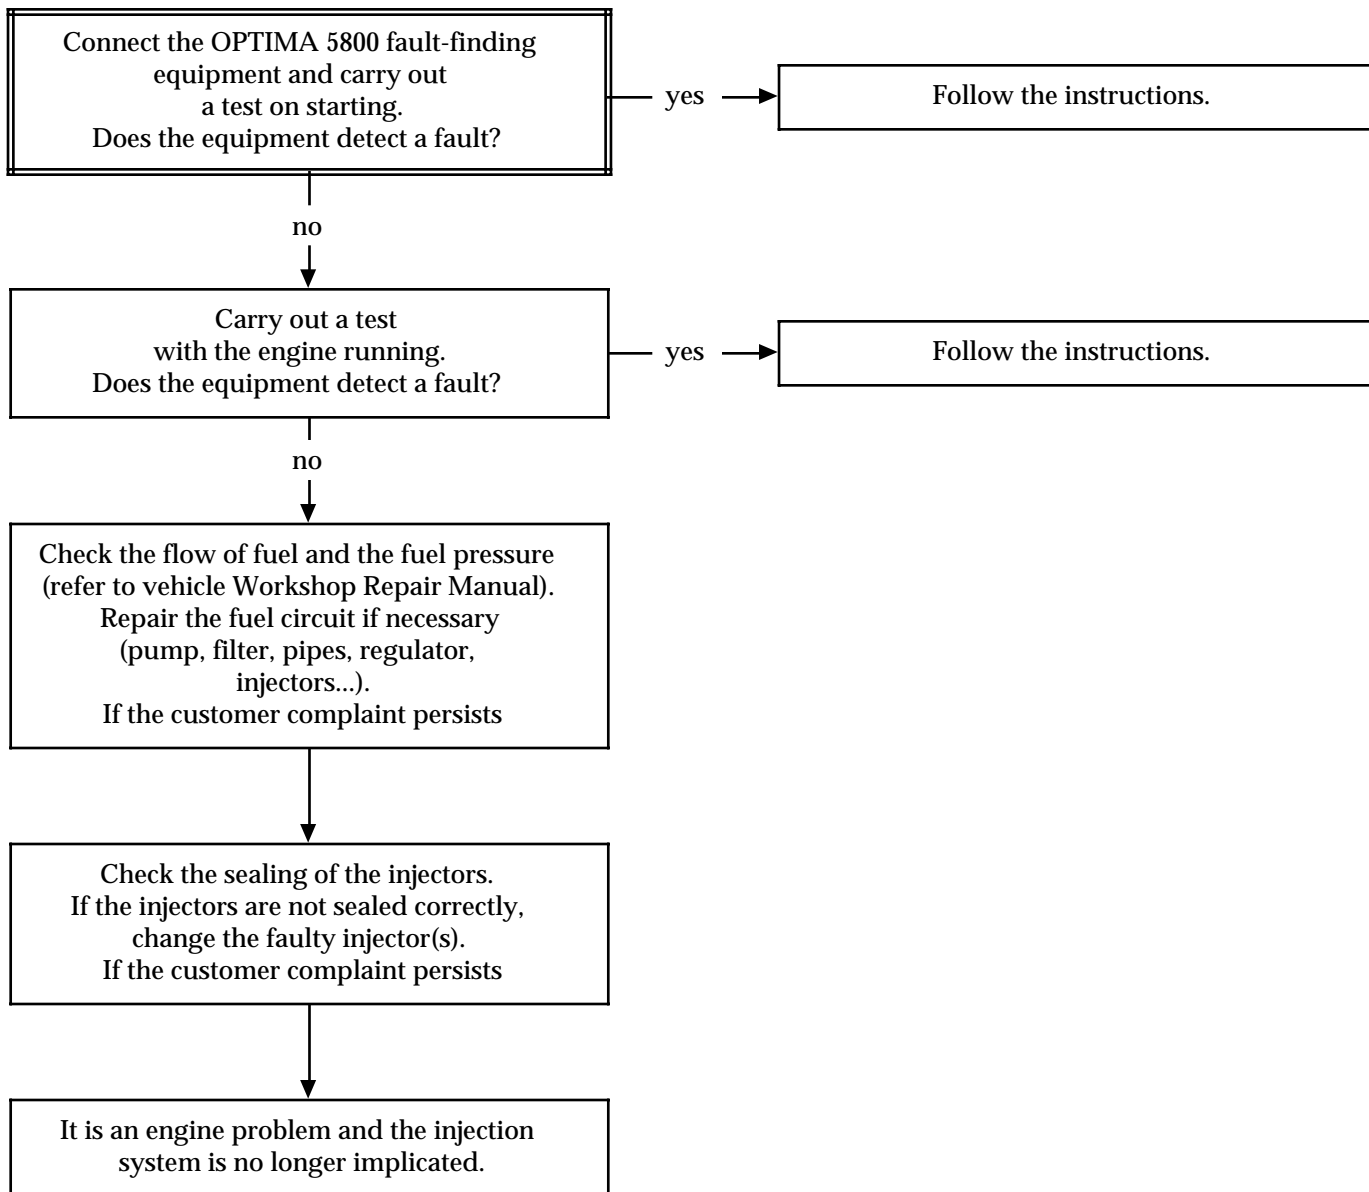 Connect the OPTIMA 5800 fault-finding
equipment and carry out
a test on starting.
Does the equipment detect a fault?
yes
Follow the instructions.
no
Carry out a test
with the engine running.
Does the equipment detect a fault?
yes
Follow the instructions.
no
Check the flow of fuel and the fuel pressure
(refer to vehicle Workshop Repair Manual).
Repair the fuel circuit if necessary
(pump, filter, pipes, regulator,
injectors...).
If the customer complaint persists
Check the sealing of the injectors.
If the injectors are not sealed correctly,
change the faulty injector(s).
If the customer complaint persists
It is an engine problem and the injection
system is no longer implicated.